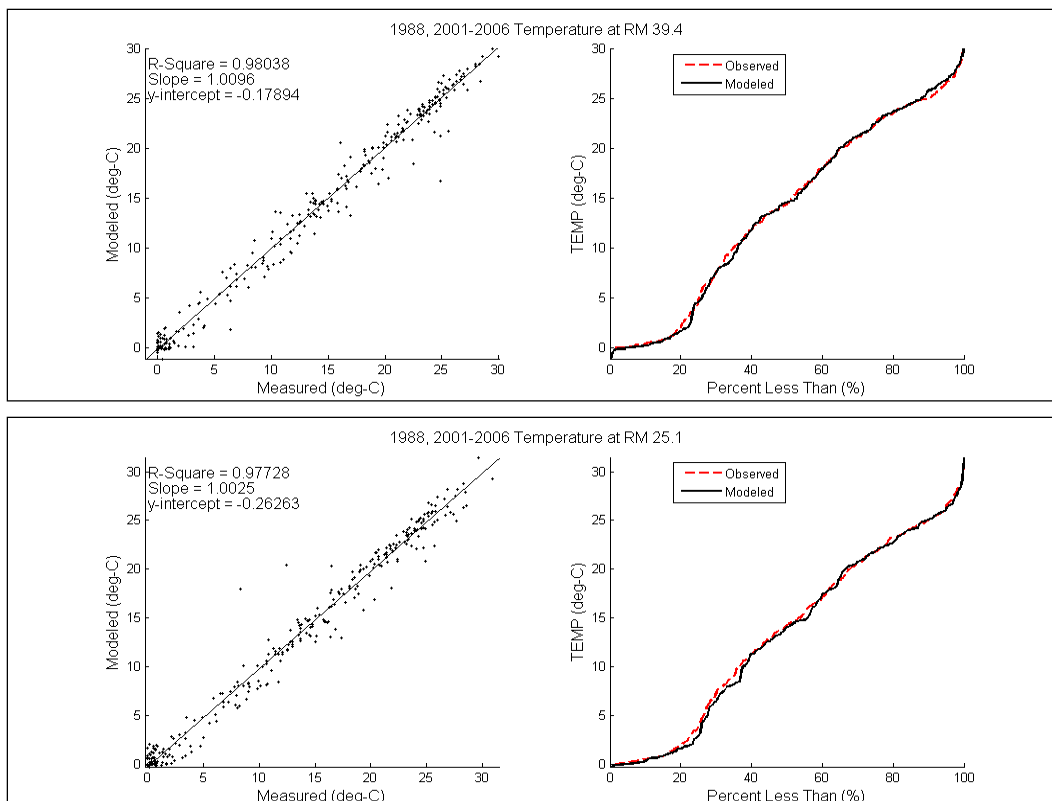 1988, 2001-2006 Temperature at RM 39.4
R-Square = 0.98038
Slope = 1.0096
y-intercept = -0.17894
30
25
20
15
10
5
0
Modeled (deg-C)
0 5 10 15 20 25 30
Measured (deg-C)
Observed
Modeled
30
25
20
15
10
5
0
TEMP (deg-C)
0 20 40 60 80 100
Percent Less Than (%)
1988, 2001-2006 Temperature at RM 25.1
R-Square = 0.97728
Slope = 1.0025
y-intercept = -0.26263
30
25
20
15
10
5
0
Modeled (deg-C)
0 5 10 15 20 25 30
Measured (deg-C)
Observed
Modeled
30
25
20
15
10
5
0
TEMP (deg-C)
0 20 40 60 80 100
Percent Less Than (%)